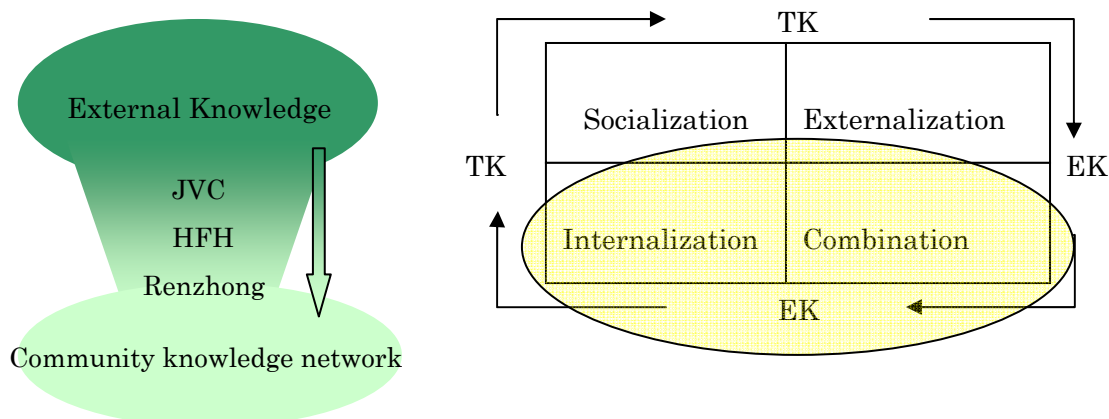 External Knowledge
JVC
HFH
Renzhong
Community knowledge network
TK
Socialization Externalization
TK EK
Internalization Combination
EK